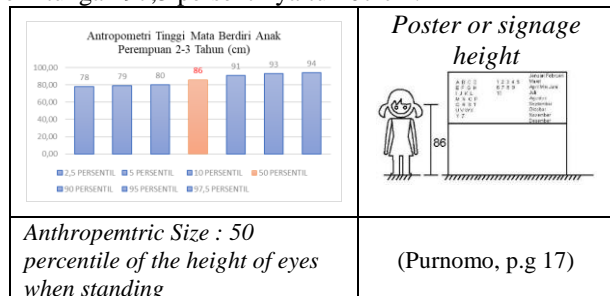 Antropometri Tinggi Mata Berdiri Anak
Perempuan 2-3 Tahun (cm)
100,00
80,00
60,00
40,00
20,00
0,00
78 79 80 86 91 93 94
2,5 PERSENTIL 5 PERSENTIL 10 PERSENTIL 50 PERSENTIL
90 PERSENTIL 95 PERSENTIL 97,5 PERSENTIL
Poster or signage
height
86
Anthropemtric Size : 50
percentile of the height of eyes
when standing
(Purnomo, p.g 17)